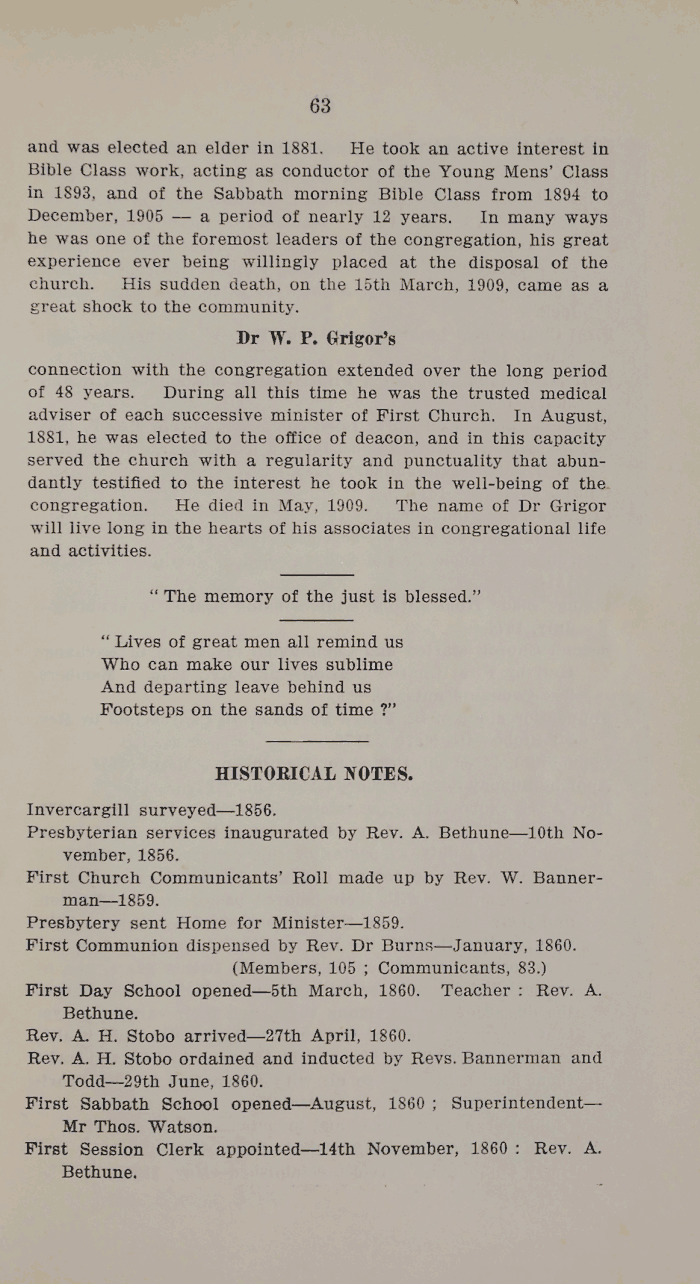 63
and was elected an elder in 1881. He took an active interest in
Bible Class work, acting as conductor of the Young Mens' Class
in 1893, and of the Sabbath morning Bible Class from 1894 to
December, 1905 — a period of nearly 12 years. In many ways
he was one of the foremost leaders of the congregation, his great
experience ever being willingly placed at the disposal of the
church. His sudden death, on the 15th March, 1909, came as a
great shock to the community.
Dr W. P. Grigor's
connection with the congregation extended over the long period
of 48 years. During all this time he was the trusted medical
adviser of each successive minister of First Church. In August,
1881, he was elected to the office of deacon, and in this capacity
served the church with a regularity and punctuality that abun-
dantly testified to the interest he took in the well-being of the
congregation. He died in May, 1909. The name of Dr Grigor
will live long in the hearts of his associates in congregational life
and activities.
" The memory of the just is blessed."
" Lives of great men all remind us
Who can make our lives sublime
And departing leave behind us
Footsteps on the sands of time ?"
HISTORICAL NOTES.
Invercargill surveyed—1856.
Presbyterian services inaugurated by Rev. A. Bethune—10th No-
vember, 1856.
First Church Communicants' Roll made up by Rev. W. Banner-
man—1859.
Presbytery sent Home for Minister—1859.
First Communion dispensed by Rev. Dr Burns—January, 1860.
(Members, 105 ; Communicants, 83.)
First Day School opened—5th March, 1860. Teacher : Rev. A.
Bethune.
Rev. A. H. Stobo arrived—27th April, 1860.
Rev. A. H. Stobo ordained and inducted by Revs. Bannerman and
Todd—29th June, 1860.
First Sabbath School opened—August, 1860 ; Superintendent—
Mr Thos. Watson.
First Session Clerk appointed—14th November, 1860 : Rev. A.
Bethune.